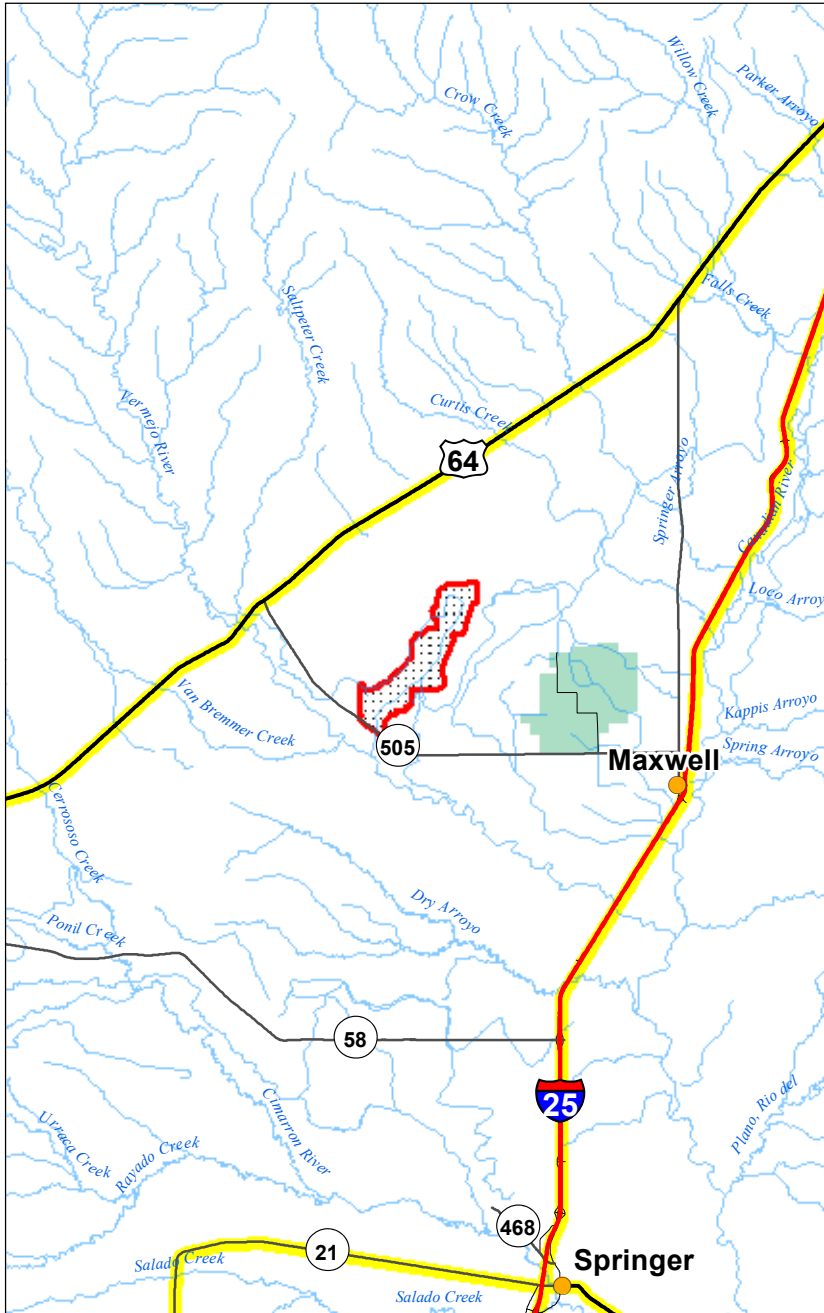 Willow Creek
Parker Arroyo
Crow Creek
Falls Creek
Saltpeter Creek
Vermejo River
Curtis Creek
64
Springer Arroyo
Canadian River
Loco Arroyo
Van Bremmer Creek
Kappis Arroyo
505
Spring Arroyo
Maxwell
Cerrososo Creek
Dry Arroyo
Ponil Creek
58
25
Cimarron River
Plano, Rio del
Urraca Creek
Rayado Creek
468
21
Springer
Salado Creek
Salado Creek